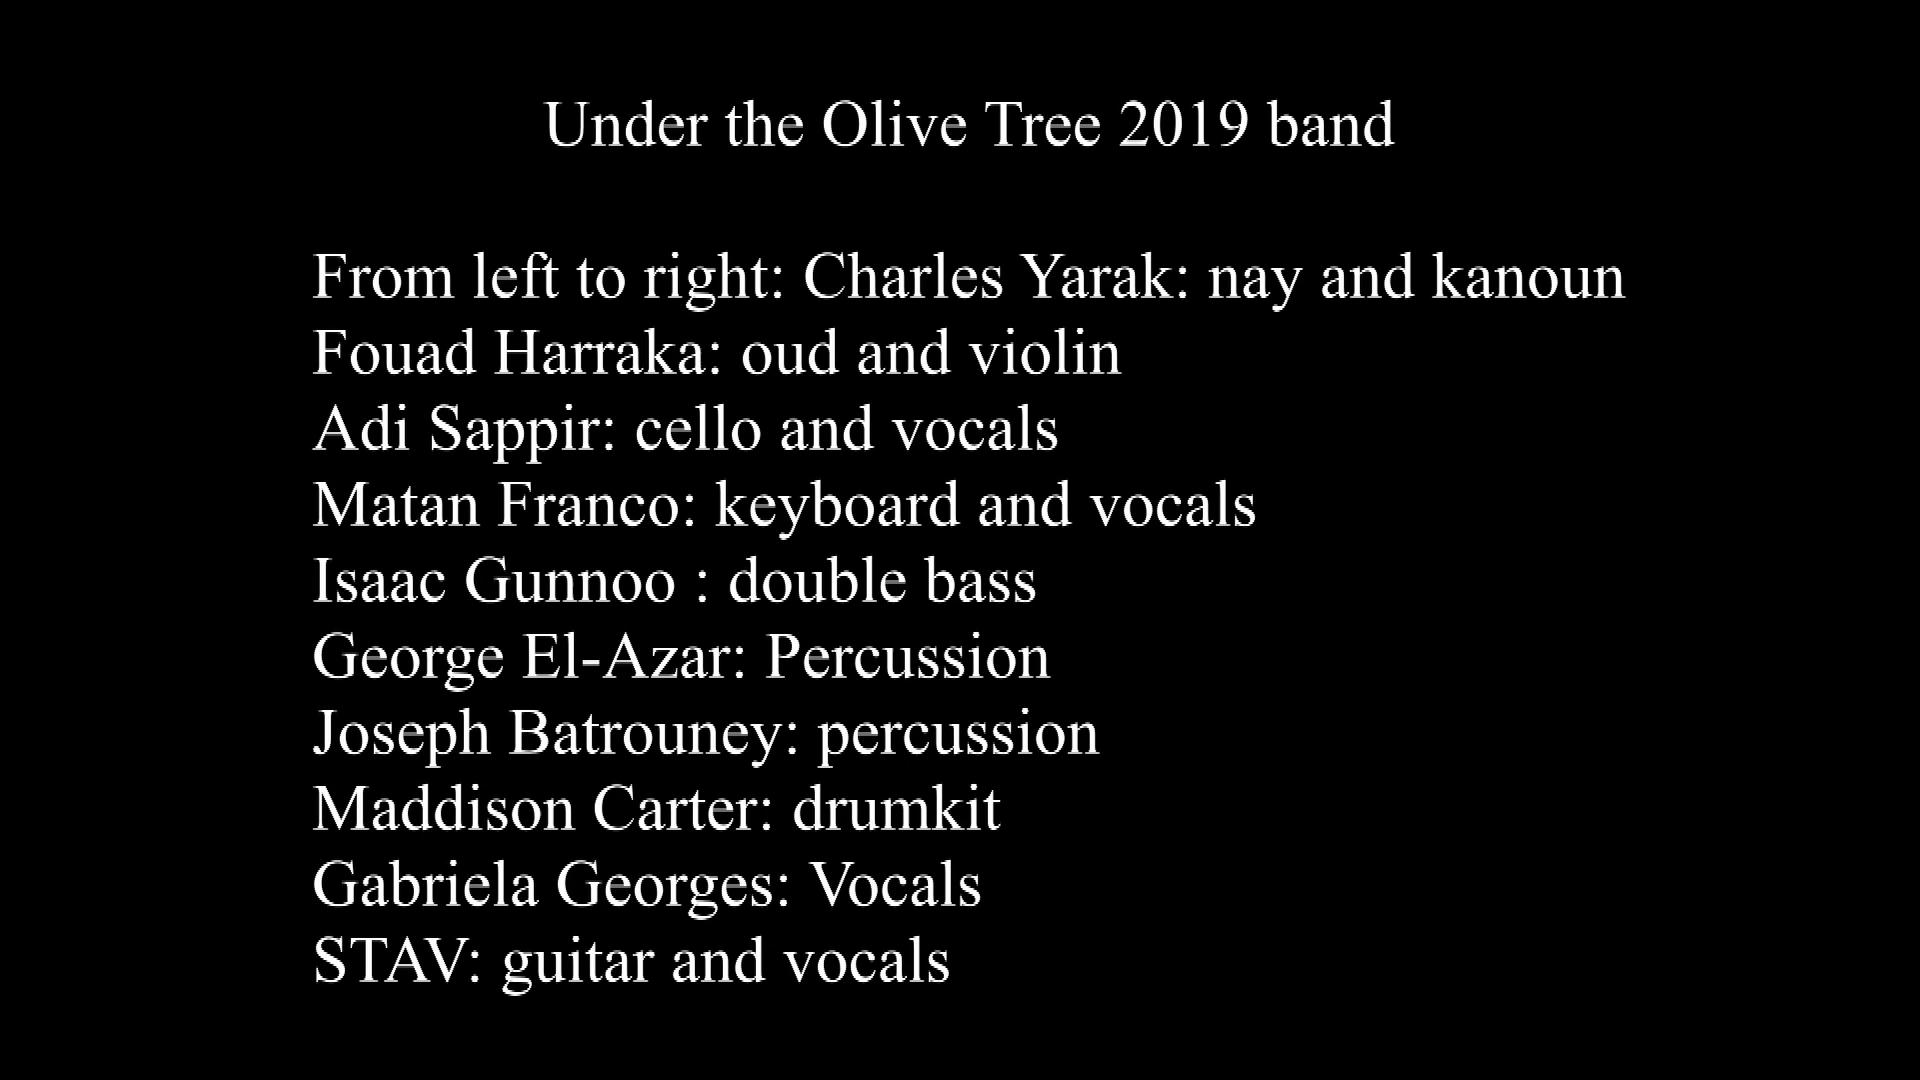 Under the Olive Tree 2019 band
From left to right: Charles Yarak: nay and kanoun
Fouad Harraka: oud and violin
Adi Sappir: cello and vocals
Matan Franco: keyboard and vocals
Isaac Gunnoo : double bass
George El-Azar: Percussion
Joseph Batrouney: percussion
Maddison Carter: drumkit
Gabriela Georges: Vocals
STAV: guitar and vocals